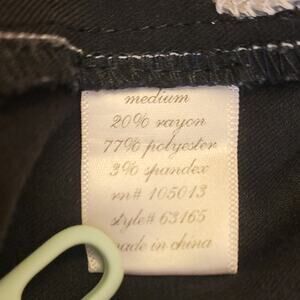 medium
20% rayon
77% polyester
3% spandex
rn# 105013
style# 63165
made in china